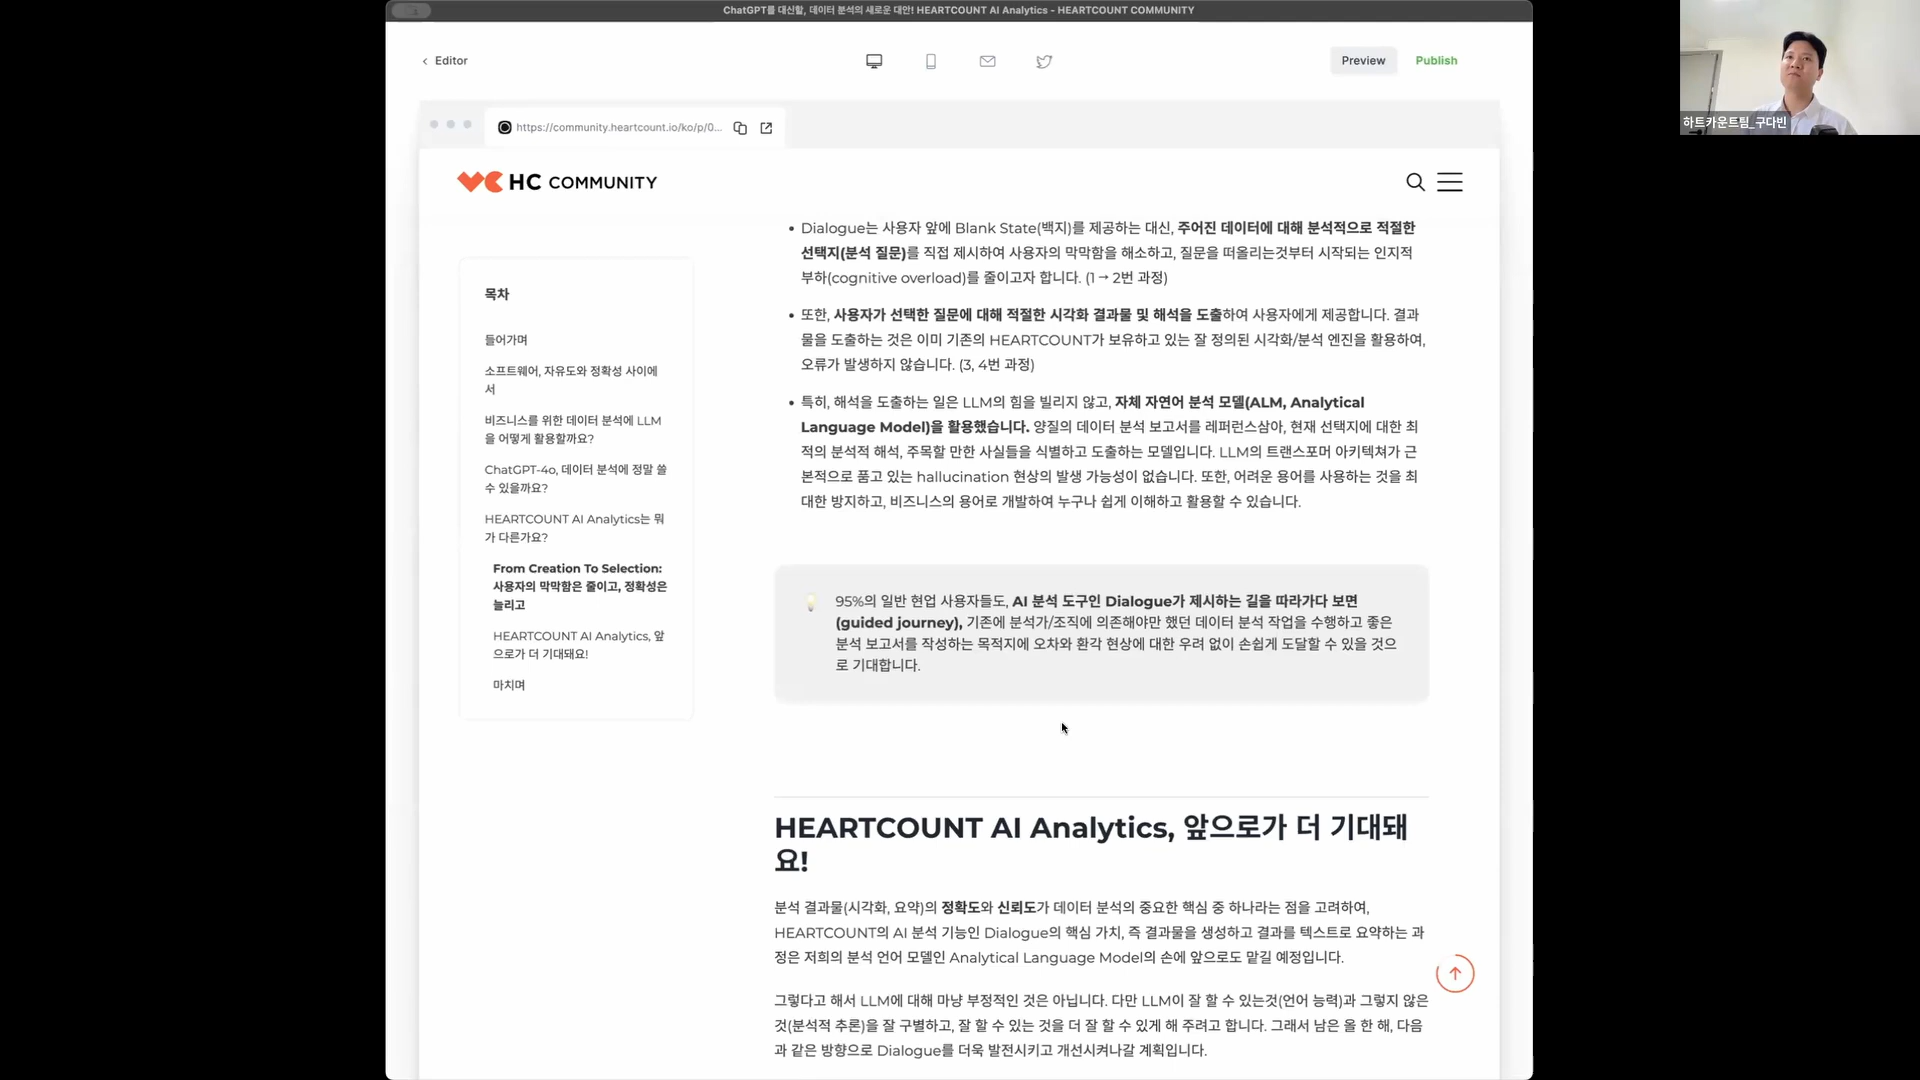 ChatGPT를 대신할, 데이터 분석의 새로운 대안! HEARTCOUNT AI Analytics - HEARTCOUNT COMMUNITY
Editor
Preview
Publish
https://community.heartcount.io/ko/p/0...
HC COMMUNITY
목차
들어가며
소프트웨어, 자유도와 정확성 사이에
서
비즈니스를 위한 데이터 분석에 LLM
을 어떻게 활용할까요?
ChatGPT-4o, 데이터 분석에 정말 쓸
수 있을까요?
HEARTCOUNT AI Analytics는 뭐
가 다른가요?
From Creation To Selection:
사용자의 막막함은 줄이고, 정확성은
늘리고
HEARTCOUNT AI Analytics, 앞
으로가 더 기대돼요!
마치며
• Dialogue는 사용자 앞에 Blank State(백지)를 제공하는 대신, 주어진 데이터에 대해 분석적으로 적절한
선택지(분석 질문)를 직접 제시하여 사용자의 막막함을 해소하고, 질문을 떠올리는것부터 시작되는 인지적
부하(cognitive overload)를 줄이고자 합니다. (1 → 2번 과정)
• 또한, 사용자가 선택한 질문에 대해 적절한 시각화 결과물 및 해석을 도출하여 사용자에게 제공합니다. 결과
물을 도출하는 것은 이미 기존의 HEARTCOUNT가 보유하고 있는 잘 정의된 시각화/분석 엔진을 활용하여,
오류가 발생하지 않습니다. (3, 4번 과정)
• 특히, 해석을 도출하는 일은 LLM의 힘을 빌리지 않고, 자체 자연어 분석 모델(ALM, Analytical
Language Model)을 활용했습니다. 양질의 데이터 분석 보고서를 레퍼런스삼아, 현재 선택지에 대한 최
적의 분석적 해석, 주목할 만한 사실들을 식별하고 도출하는 모델입니다. LLM의 트랜스포머 아키텍쳐가 근
본적으로 품고 있는 hallucination 현상의 발생 가능성이 없습니다. 또한, 어려운 용어를 사용하는 것을 최
대한 방지하고, 비즈니스의 용어로 개발하여 누구나 쉽게 이해하고 활용할 수 있습니다.
95%의 일반 현업 사용자들도, AI 분석 도구인 Dialogue가 제시하는 길을 따라가다 보면
(guided journey), 기존에 분석가/조직에 의존해야만 했던 데이터 분석 작업을 수행하고 좋은
분석 보고서를 작성하는 목적지에 오차와 환각 현상에 대한 우려 없이 손쉽게 도달할 수 있을 것으
로 기대합니다.
HEARTCOUNT AI Analytics, 앞으로가 더 기대돼
요!
분석 결과물(시각화, 요약)의 정확도와 신뢰도가 데이터 분석의 중요한 핵심 중 하나라는 점을 고려하여,
HEARTCOUNT의 AI 분석 기능인 Dialogue의 핵심 가치, 즉 결과물을 생성하고 결과를 텍스트로 요약하는 과
정은 저희의 분석 언어 모델인 Analytical Language Model의 손에 앞으로도 맡길 예정입니다.
그렇다고 해서 LLM에 대해 마냥 부정적인 것은 아닙니다. 다만 LLM이 잘 할 수 있는것(언어 능력)과 그렇지 않은
것(분석적 추론)을 잘 구별하고, 잘 할 수 있는 것을 더 잘 할 수 있게 해 주려고 합니다. 그래서 남은 올 한 해, 다음
과 같은 방향으로 Dialogue를 더욱 발전시키고 개선시켜나갈 계획입니다.
하트카운트팀_구다빈